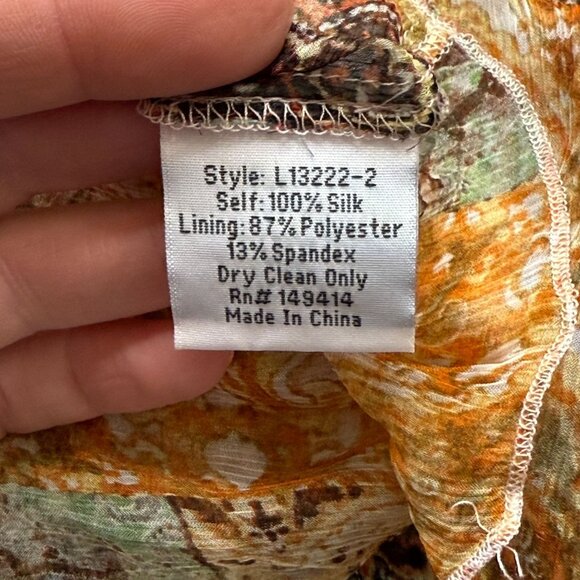 Style: L13222-2
Self: 100% Silk
Lining: 87% Polyester
13% Spandex
Dry Clean Only
Rn# 149414
Made In China